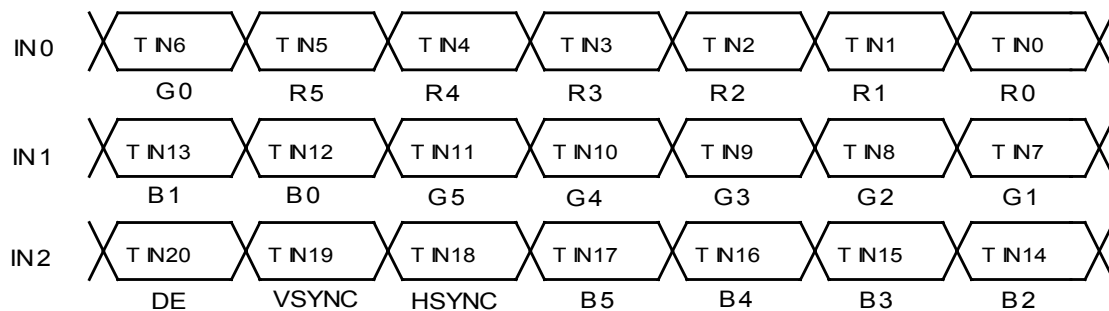 IN0 TIN6 TIN5 TIN4 TIN3 TIN2 TIN1 TIN0
G0 R5 R4 R3 R2 R1 R0
IN1 TIN13 TIN12 TIN11 TIN10 TIN9 TIN8 TIN7
B1 B0 G5 G4 G3 G2 G1
IN2 TIN20 TIN19 TIN18 TIN17 TIN16 TIN15 TIN14
DE VSYNC HSYNC B5 B4 B3 B2